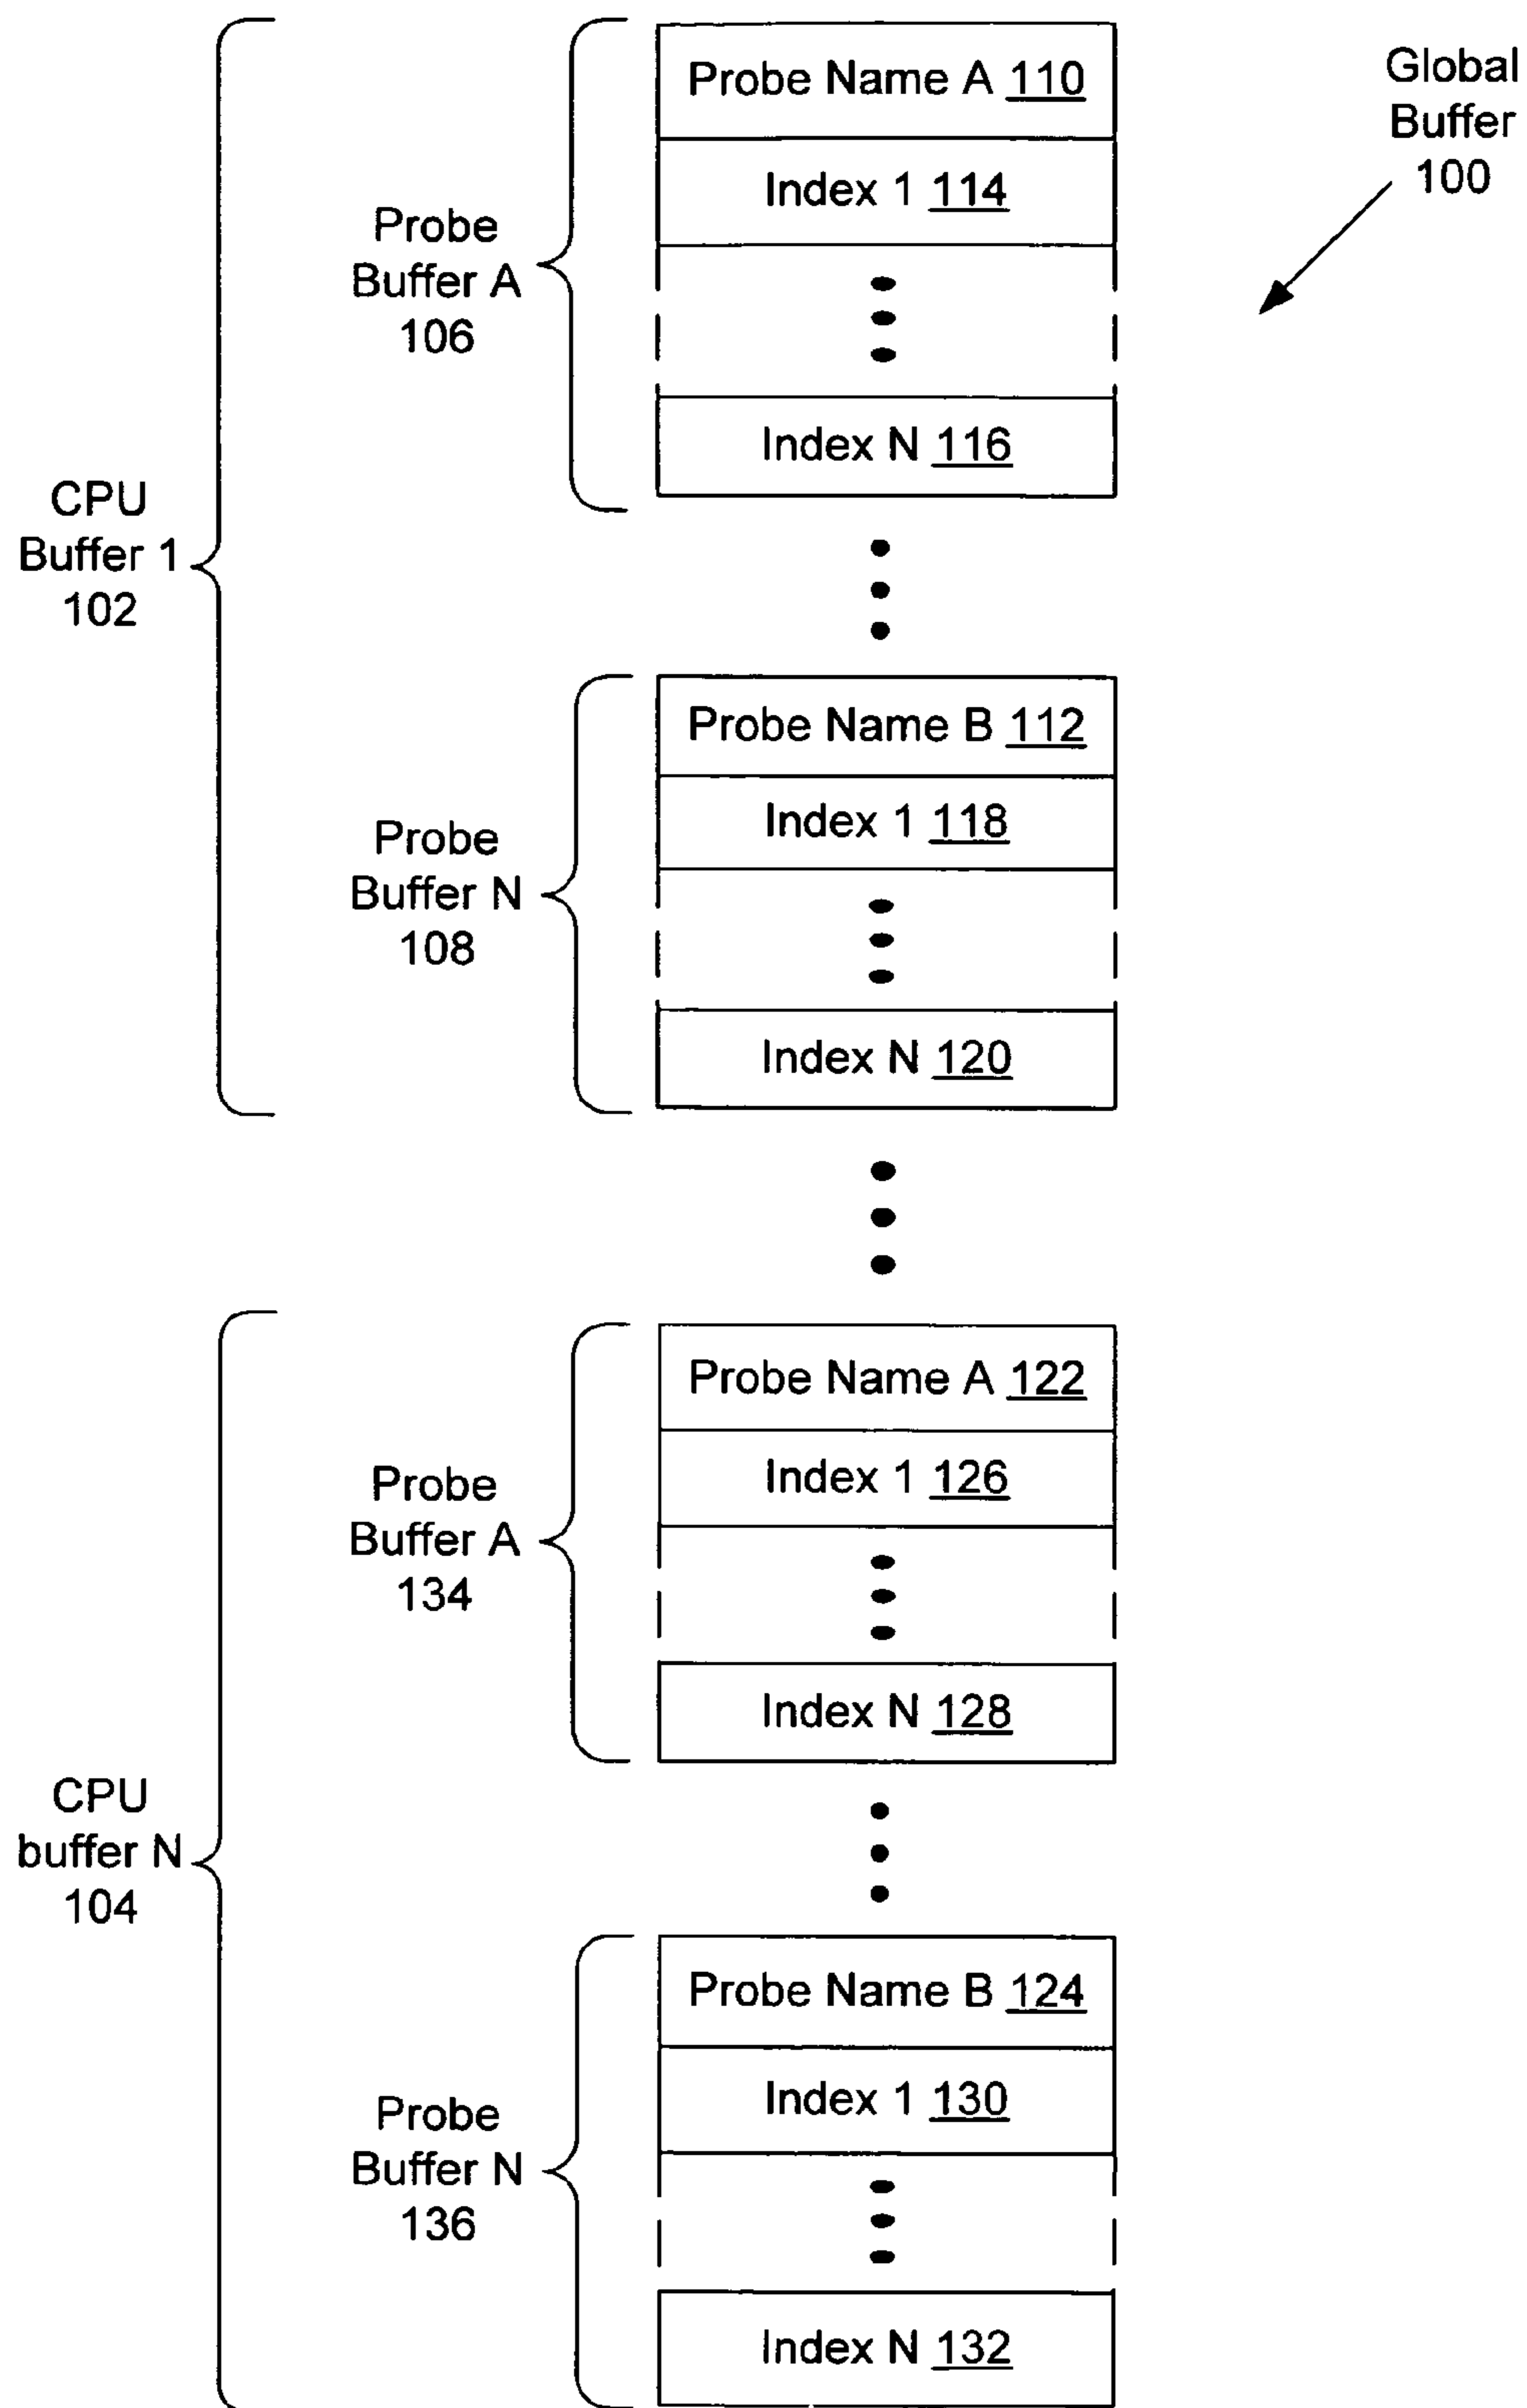 Global
Buffer
100
CPU
Buffer 1
102
Probe
Buffer A
106
Probe Name A 110
Index 1 114
Index N 116
Probe
Buffer N
108
Probe Name B 112
Index 1 118
Index N 120
CPU
buffer N
104
Probe
Buffer A
134
Probe Name A 122
Index 1 126
Index N 128
Probe
Buffer N
136
Probe Name B 124
Index 1 130
Index N 132